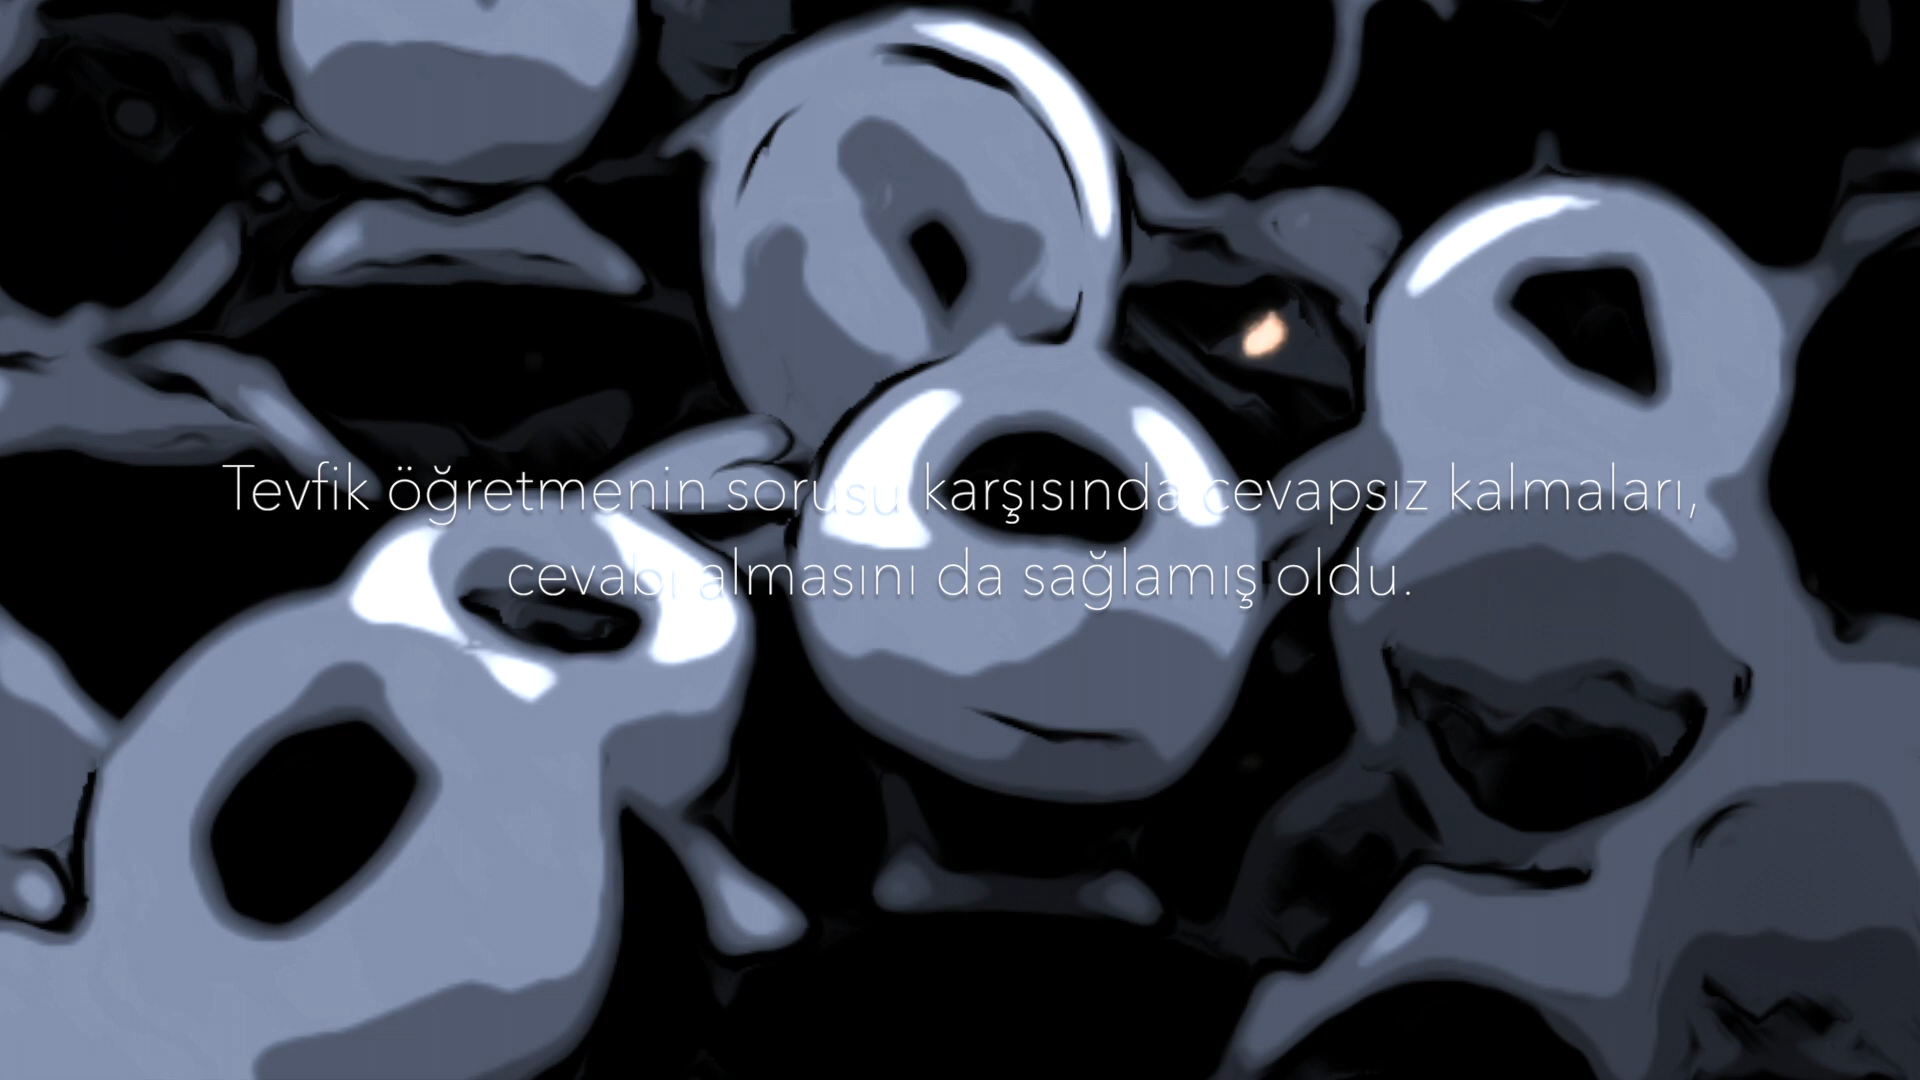 Tevfik öğretmenin sorusu karşısında cevapsız kalmaları,
cevabı almasını da sağlamış oldu.